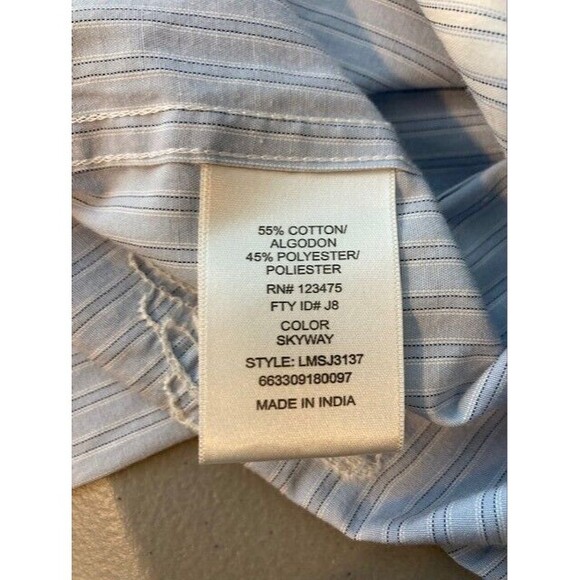 55% COTTON/
ALGODON
45% POLYESTER/
POLIESTER
RN# 123475
FTY ID# J8
COLOR
SKYWAY
STYLE: LMSJ3137
663309180097
MADE IN INDIA